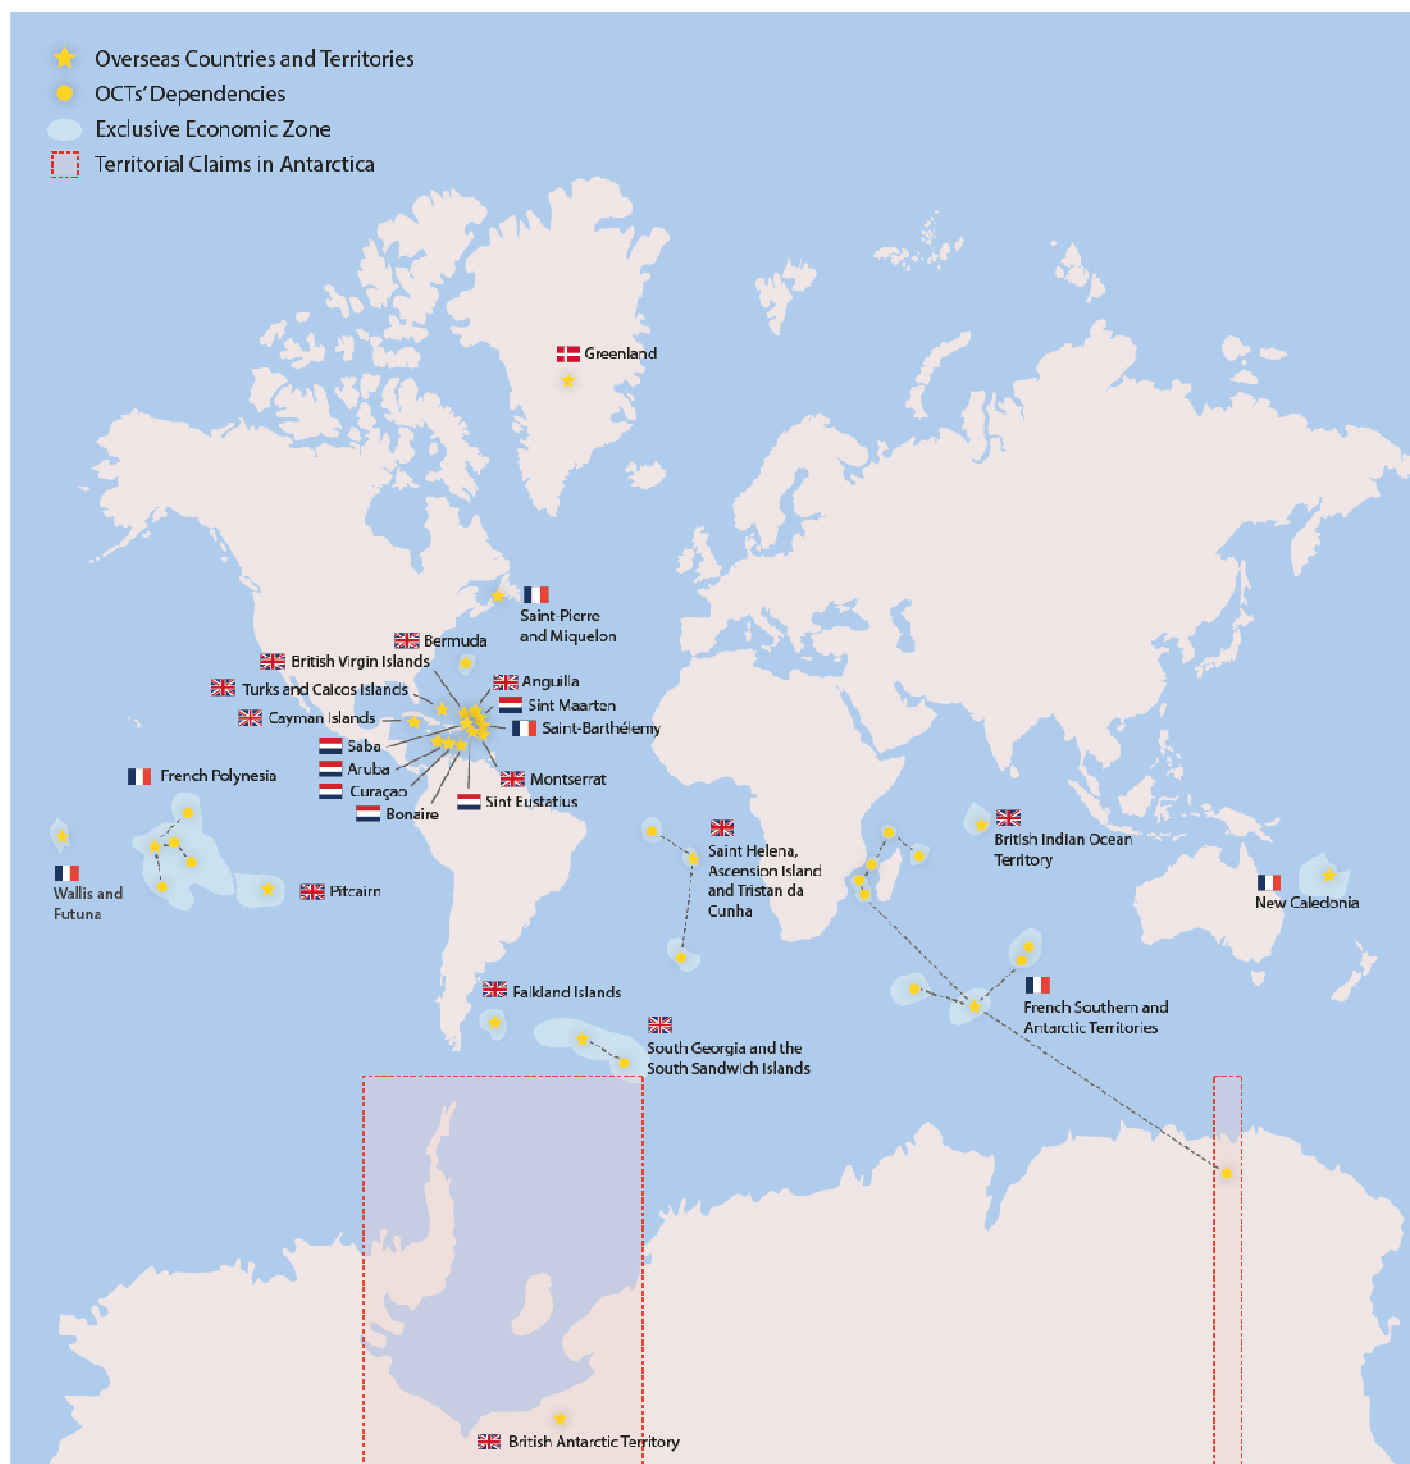 Overseas Countries and Territories
OCTs' Dependencies
Exclusive Economic Zone
Territorial Claims in Antarctica
Greenland
Saint-Pierre
and Miquelon
Bermuda
British Virgin Islands
Anguilla
Turks and Caicos Islands
Sint Maarten
Cayman Islands
Saint-Barthélemy
Saba
Aruba
French Polynesia
Montserrat
Curaçao
Sint Eustatius
Bonaire
British Indian Ocean
Territory
Saint Helena,
Ascension Island
and Tristan da
Cunha
Wallis and
Futuna
Pitcairn
New Caledonia
Falkland Islands
French Southern and
Antarctic Territories
South Georgia and the
South Sandwich Islands
British Antarctic Territory